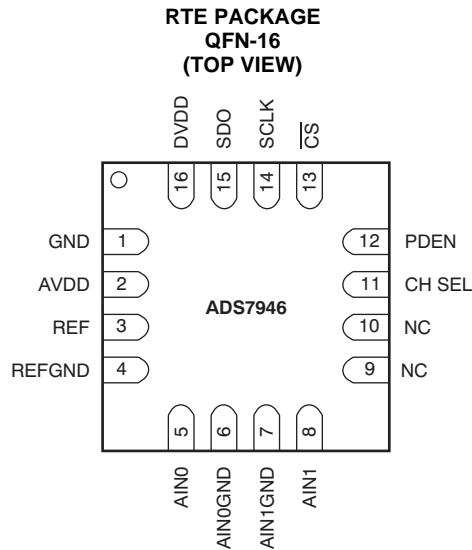 RTE PACKAGE
QFN-16
(TOP VIEW)
DVDD
SDO
SCLK
CS
16
15
14
13
GND 1
AVDD 2
REF 3
REFGND 4
ADS7946
12 PDEN
11 CH SEL
10 NC
9 NC
5
6
7
8
AIN0
AIN0GND
AIN1GND
AIN1